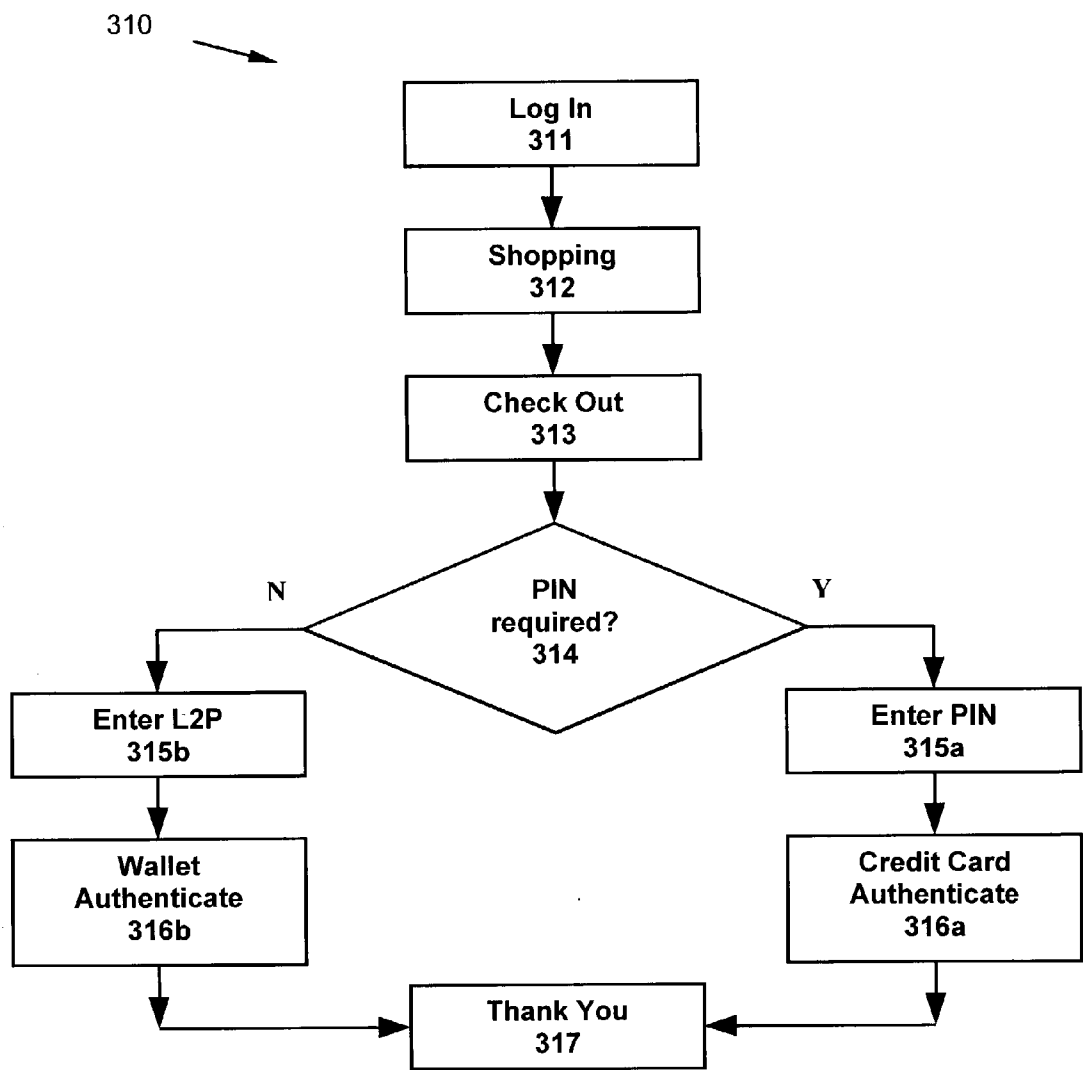 310
Log In
311
Shopping
312
Check Out
313
N
PIN
required?
314
Y
Enter L2P
315b
Enter PIN
315a
Wallet
Authenticate
316b
Credit Card
Authenticate
316a
Thank You
317